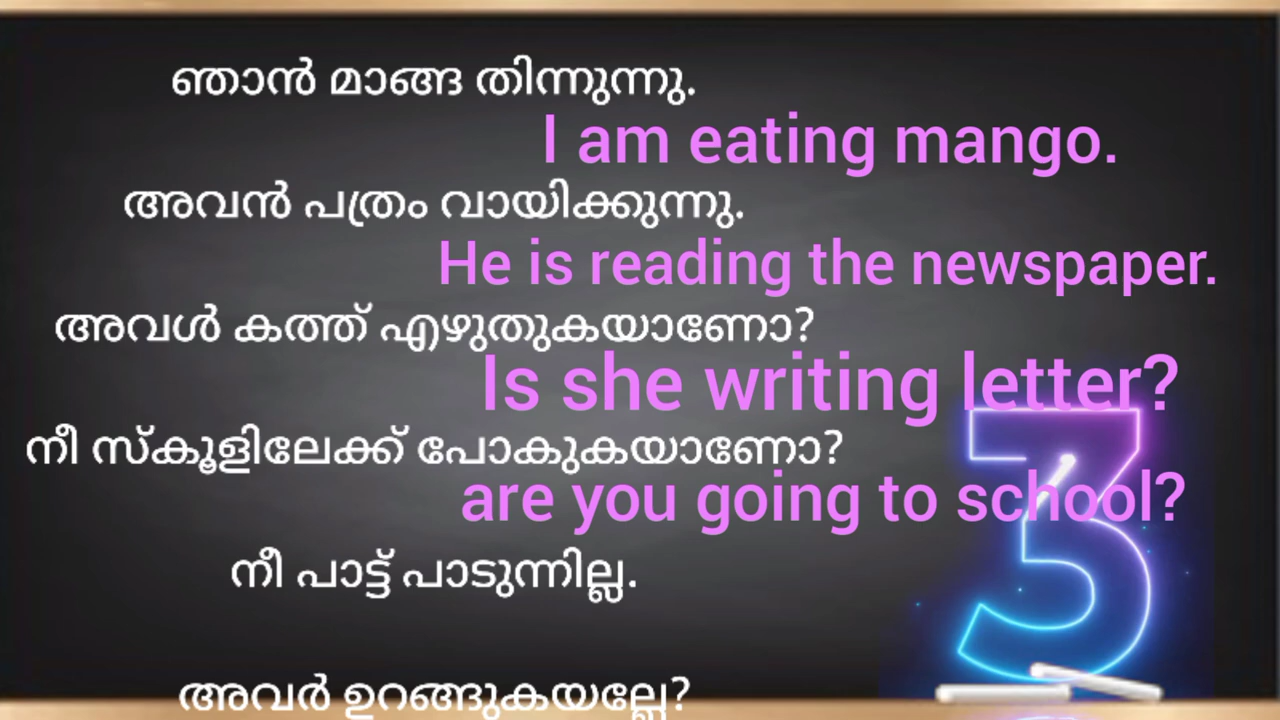 ഞാൻ മാങ്ങ തിന്നുന്നു.
I am eating mango.
അവൻ പത്രം വായിക്കുന്നു.
He is reading the newspaper.
അവൾ കത്ത് എഴുതുകയാണോ?
Is she writing letter?
നീ സ്കൂളിലേക്ക് പോകുകയാണോ?
are you going to school?
നീ പാട്ട് പാടുന്നില്ല.
അവർ ഉറങ്ങുകയല്ലേ?
3